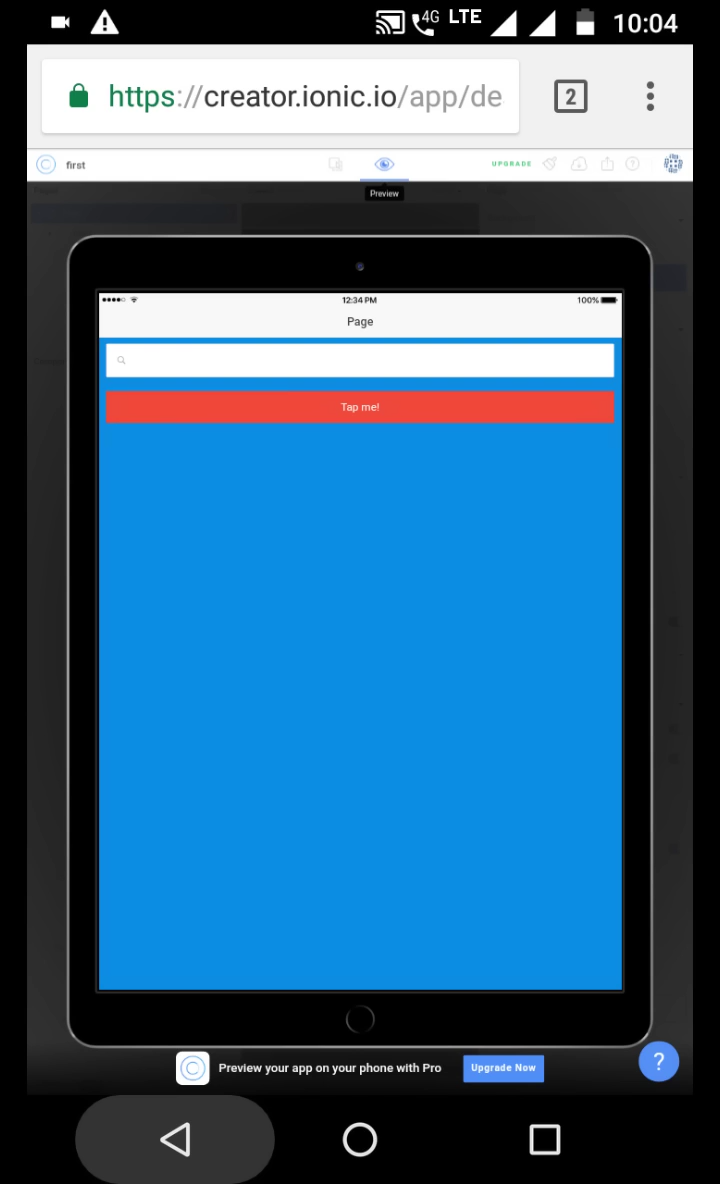 4G LTE 10:04
https://creator.ionic.io/app/de
2
first
UPGRADE
Preview
12:34 PM
100%
Page
Tap me!
Preview your app on your phone with Pro
Upgrade Now
?